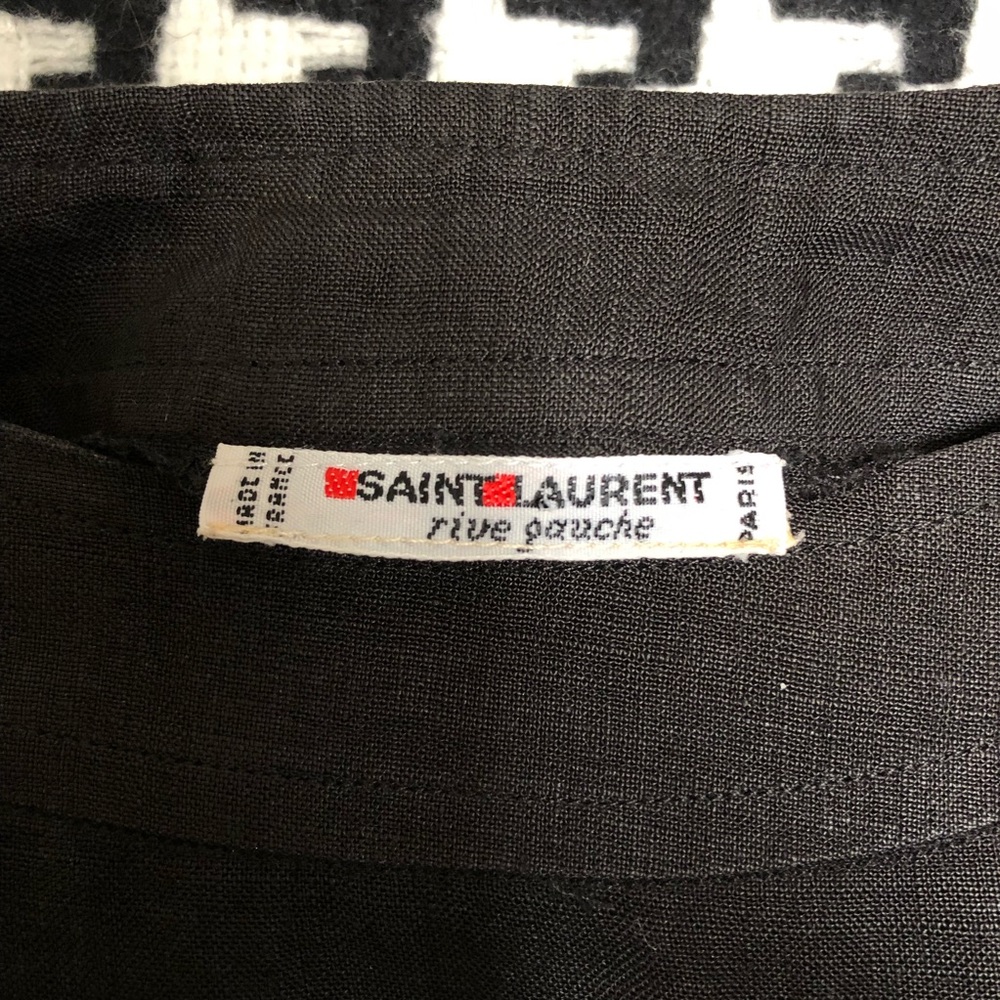 MADE IN
FRANCE
SAINT LAURENT
rive gauche
PARIS